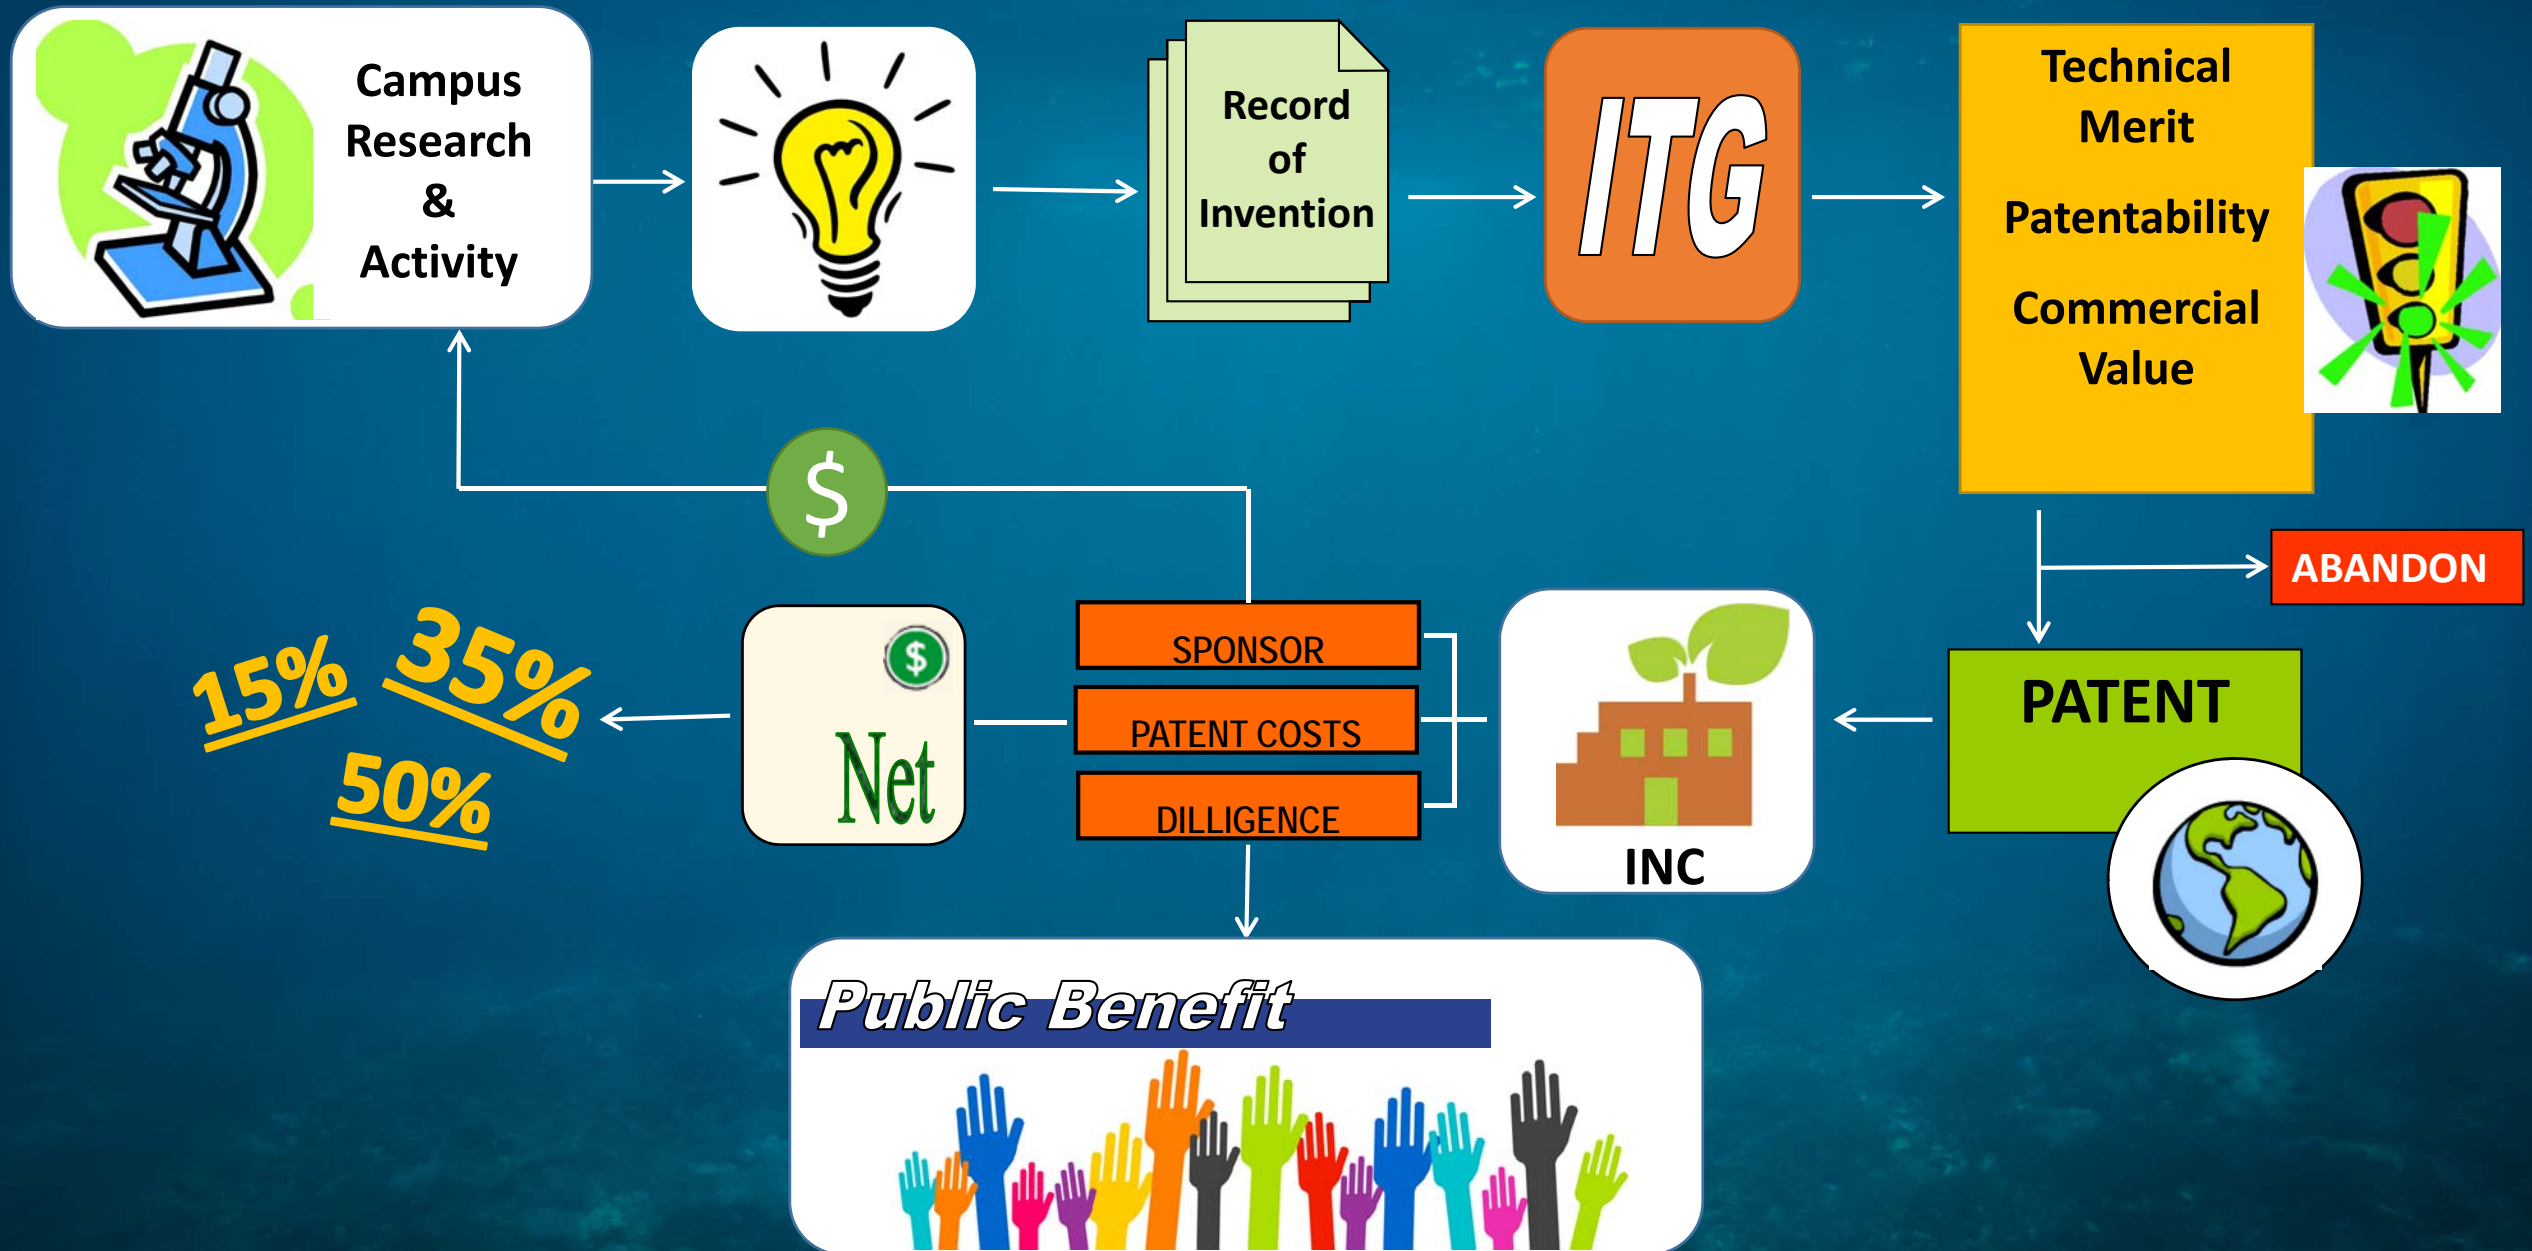 Campus
Research
&
Activity
Record
of
Invention
ITG
Technical
Merit
Patentability
Commercial
Value
$
ABANDON
15%
35%
50%
$
Net
SPONSOR
PATENT COSTS
DILLIGENCE
INC
PATENT
Public Benefit